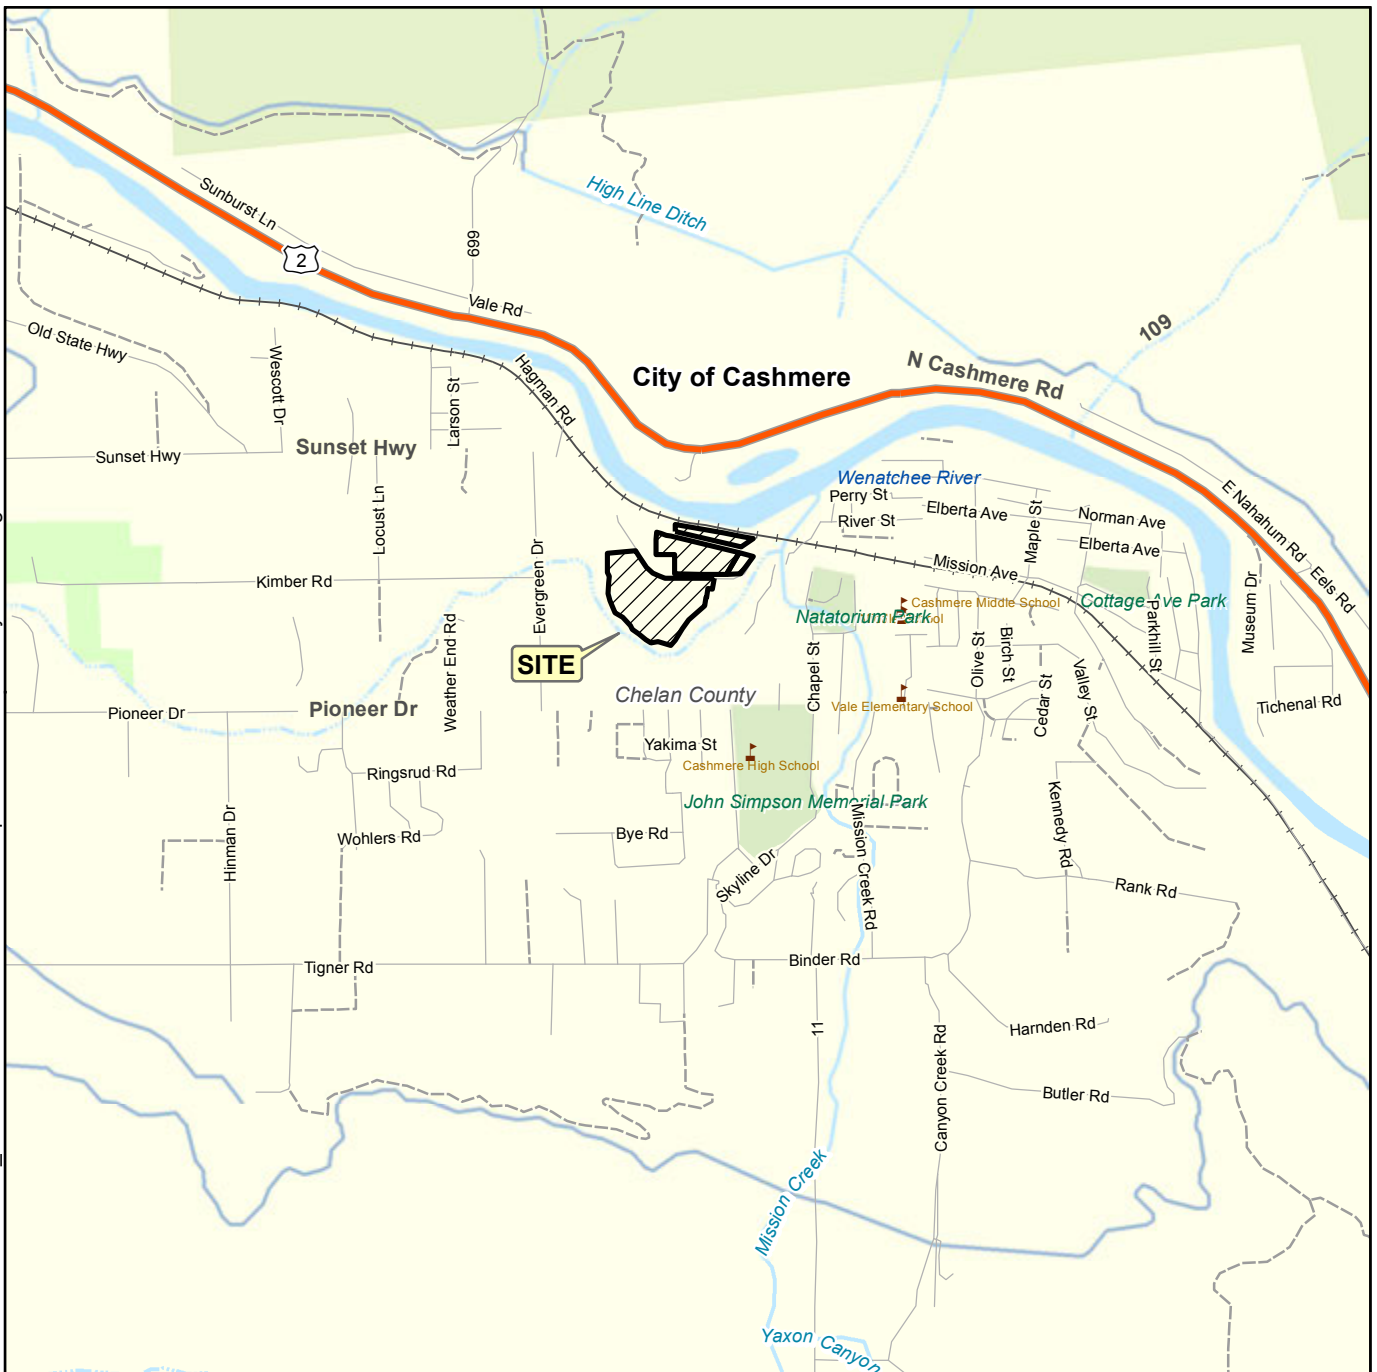 High Line Ditch
Sunburst Ln
699
2
Vale Rd
109
Old State Hwy
Wescott Dr
Hagman Rd
City of Cashmere
N Cashmere Rd
Larson St
Sunset Hwy
Sunset Hwy
Wenatchee River
Perry St
E Nahahum Rd
Elberta Ave
Maple St
Norman Ave
River St
Locust Ln
Elberta Ave
Evergreen Dr
Mission Ave
Eels Rd
Kimber Rd
Cashmere Middle School
Cottage Ave Park
Museum Dr
Natatorium Park
Parkhill St
Weather End Rd
SITE
Olive St
Birch St
Chapel St
Cedar St
Valley St
Chelan County
Pioneer Dr
Pioneer Dr
Vale Elementary School
Tichenal Rd
Yakima St
Cashmere High School
Ringsrud Rd
John Simpson Memorial Park
Kennedy Rd
Hinman Dr
Wohlers Rd
Bye Rd
Mission Creek Rd
Skyline Dr
Rank Rd
Tigner Rd
Binder Rd
11
Harnden Rd
Canyon Creek Rd
Butler Rd
Mission Creek
Yaxon Canyon